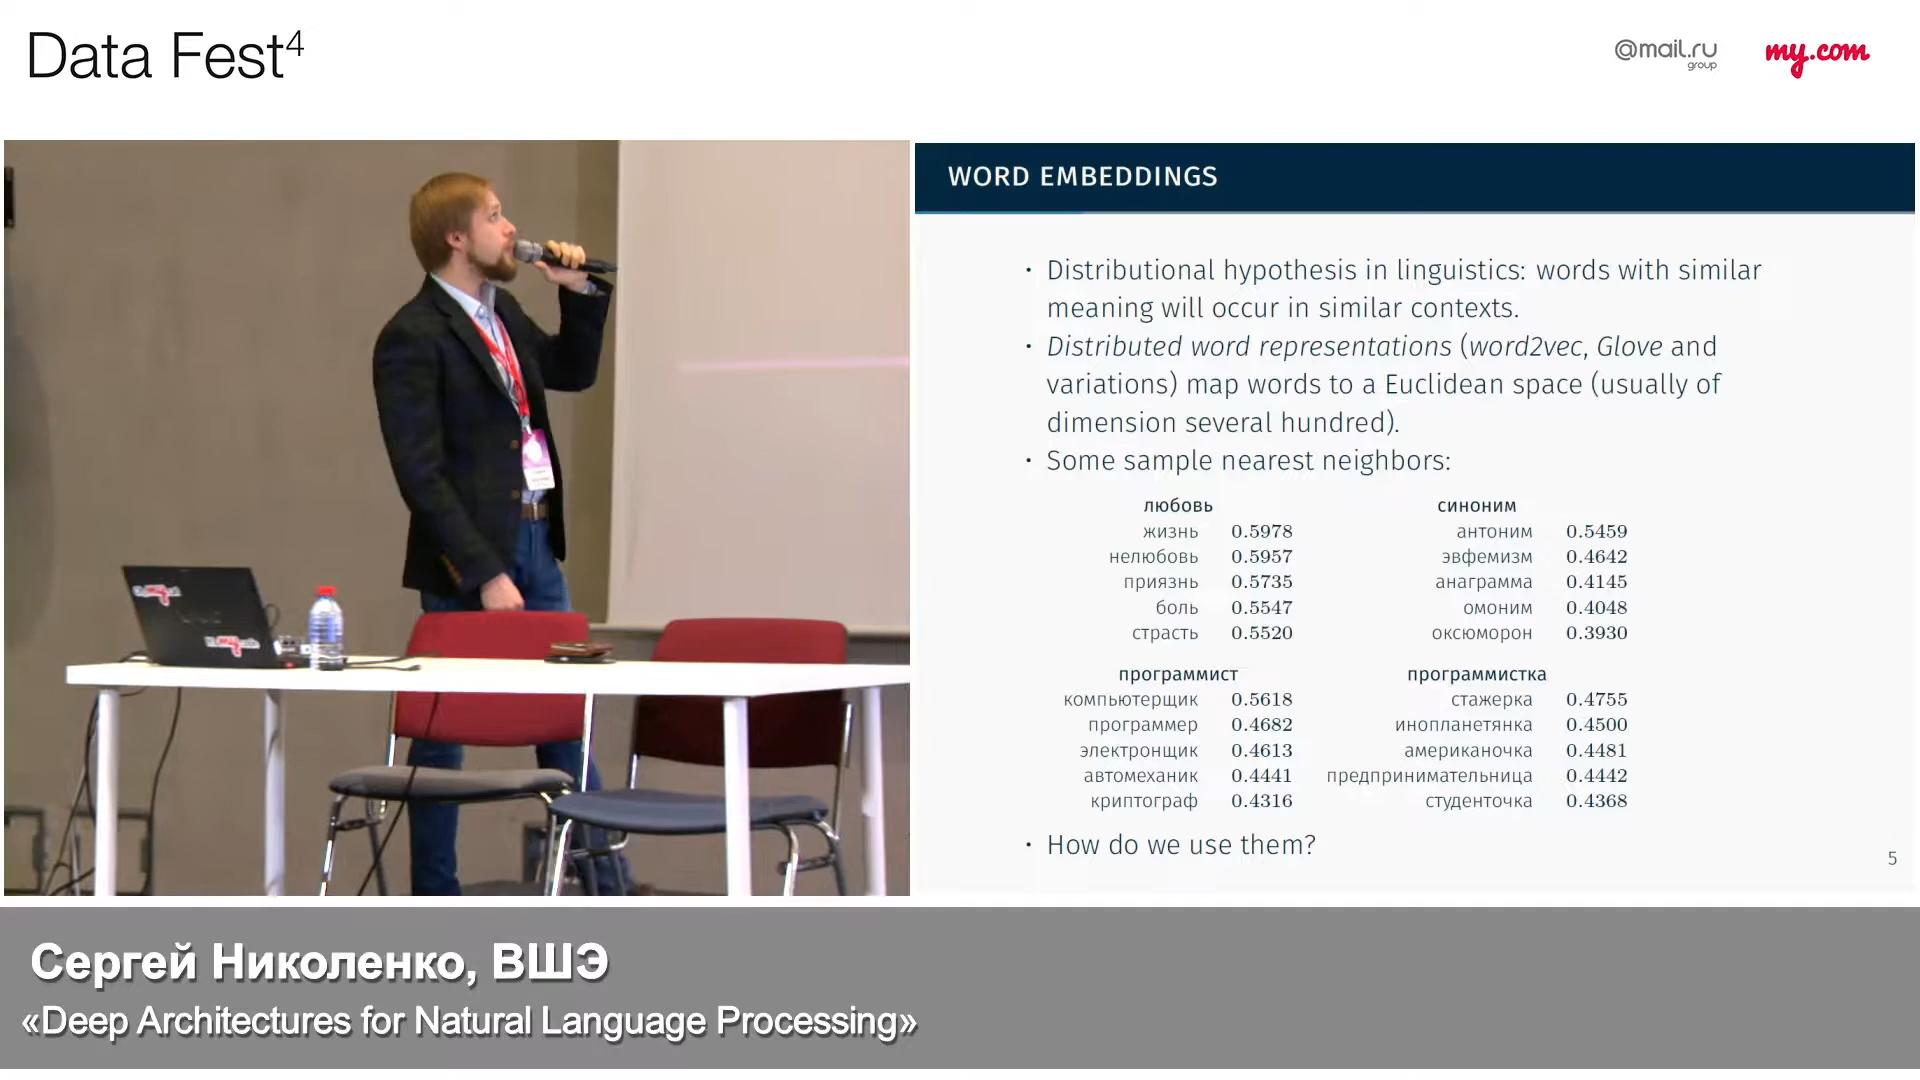 Data Fest⁴
@mail.ru
group
my.com
WORD EMBEDDINGS
· Distributional hypothesis in linguistics: words with similar
meaning will occur in similar contexts.
· Distributed word representations (word2vec, Glove and
variations) map words to a Euclidean space (usually of
dimension several hundred).
· Some sample nearest neighbors:
любовь синоним
жизнь 0.5978 антоним 0.5459
нелюбовь 0.5957 эвфемизм 0.4642
приязнь 0.5735 анаграмма 0.4145
боль 0.5547 омоним 0.4048
страсть 0.5520 оксюморон 0.3930
программист программистка
компьютерщик 0.5618 стажерка 0.4755
программер 0.4682 инопланетянка 0.4500
электронщик 0.4613 американочка 0.4481
автомеханик 0.4441 предпринимательница 0.4442
криптограф 0.4316 студенточка 0.4368
· How do we use them?
5
Сергей Николенко, ВШЭ
«Deep Architectures for Natural Language Processing»